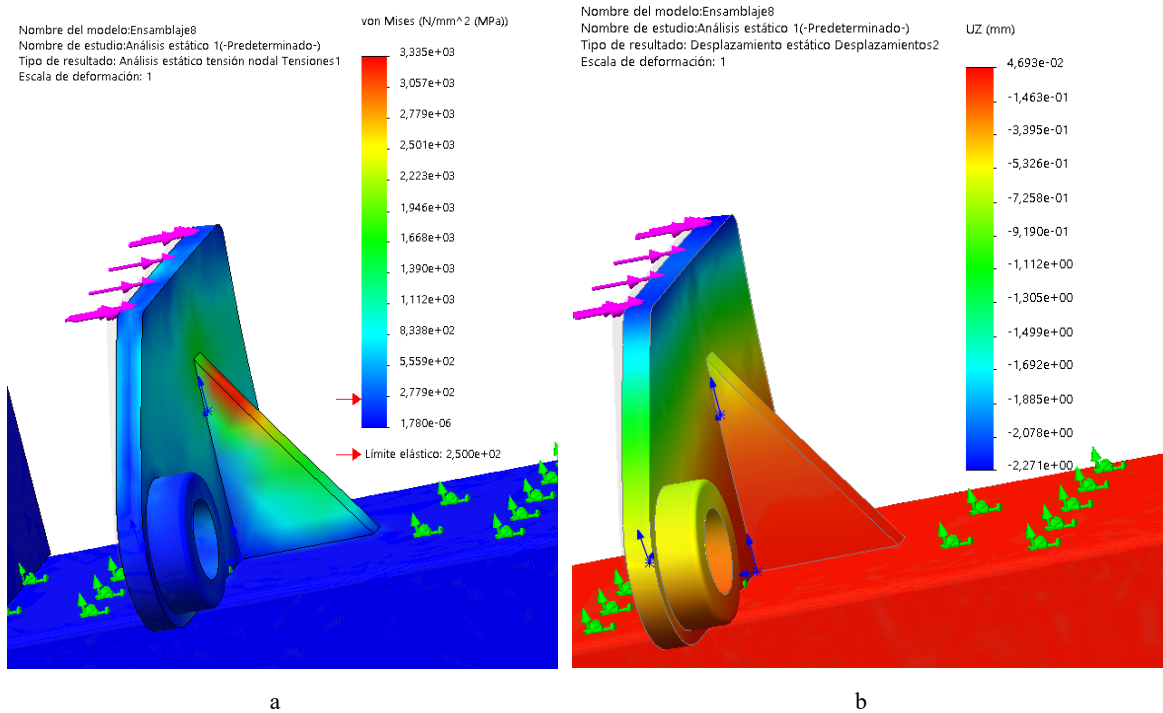 Nombre del modelo:Ensamblaje8
Nombre de estudio:Análisis estático 1(-Predeterminado-)
Tipo de resultado: Análisis estático tensión nodal Tensiones1
Escala de deformación: 1
von Mises (N/mm^2 (MPa))
3,335e+03
3,057e+03
2,779e+03
2,501e+03
2,223e+03
1,946e+03
1,668e+03
1,390e+03
1,112e+03
8,338e+02
5,559e+02
2,779e+02
1,780e-06
Límite elástico: 2,500e+02
a
Nombre del modelo:Ensamblaje8
Nombre de estudio:Análisis estático 1(-Predeterminado-)
Tipo de resultado: Desplazamiento estático Desplazamientos2
Escala de deformación: 1
UZ (mm)
4,693e-02
-1,463e-01
-3,395e-01
-5,326e-01
-7,258e-01
-9,190e-01
-1,112e+00
-1,305e+00
-1,499e+00
-1,692e+00
-1,885e+00
-2,078e+00
-2,271e+00
b